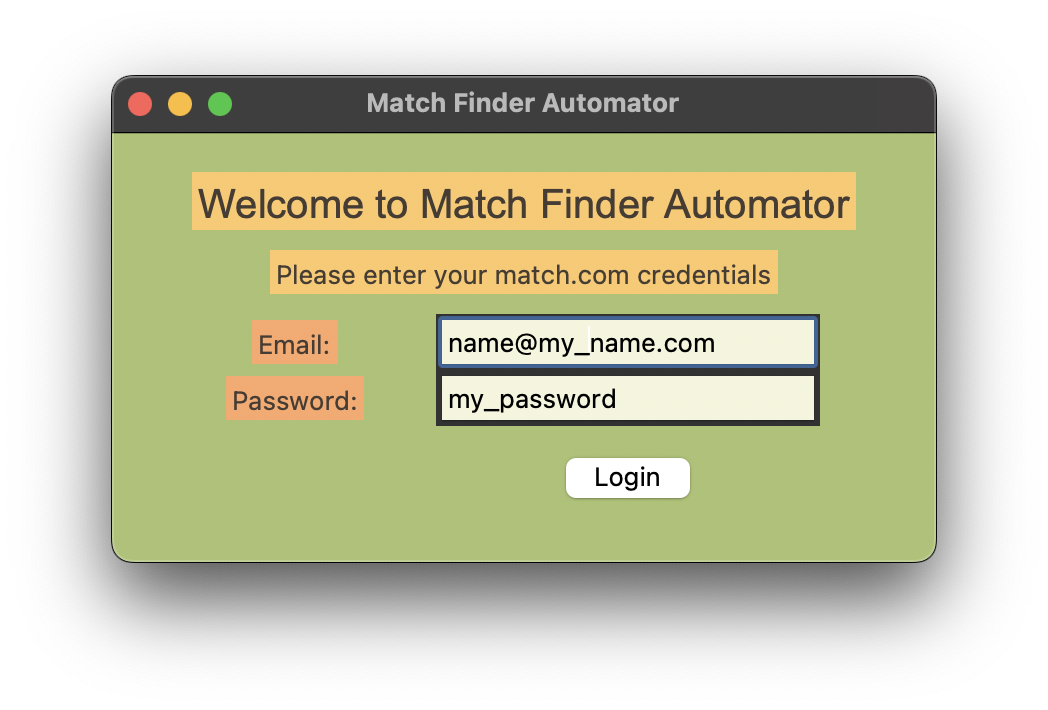 Match Finder Automator
Welcome to Match Finder Automator
Please enter your match.com credentials
Email: name@my_name.com
Password: my_password
Login